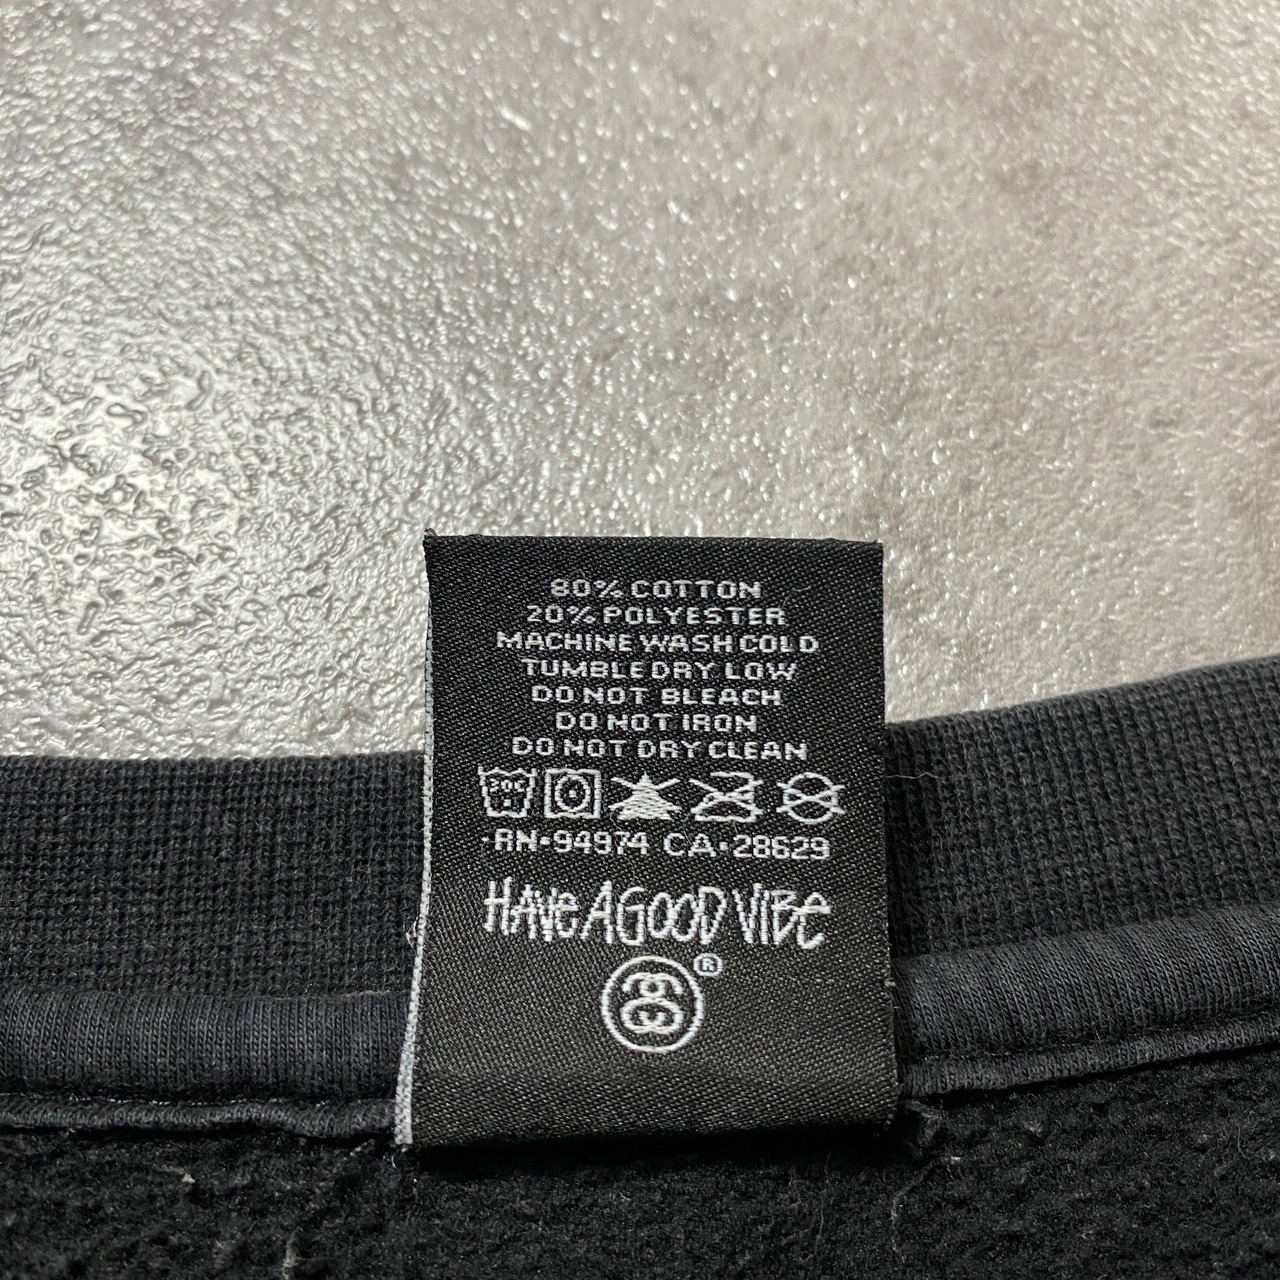 80% COTTON
20% POLYESTER
MACHINE WASH COLD
TUMBLE DRY LOW
DO NOT BLEACH
DO NOT IRON
DO NOT DRY CLEAN
30C
·RN·94974 CA·28629
HAVE A GOOD VIBE
®